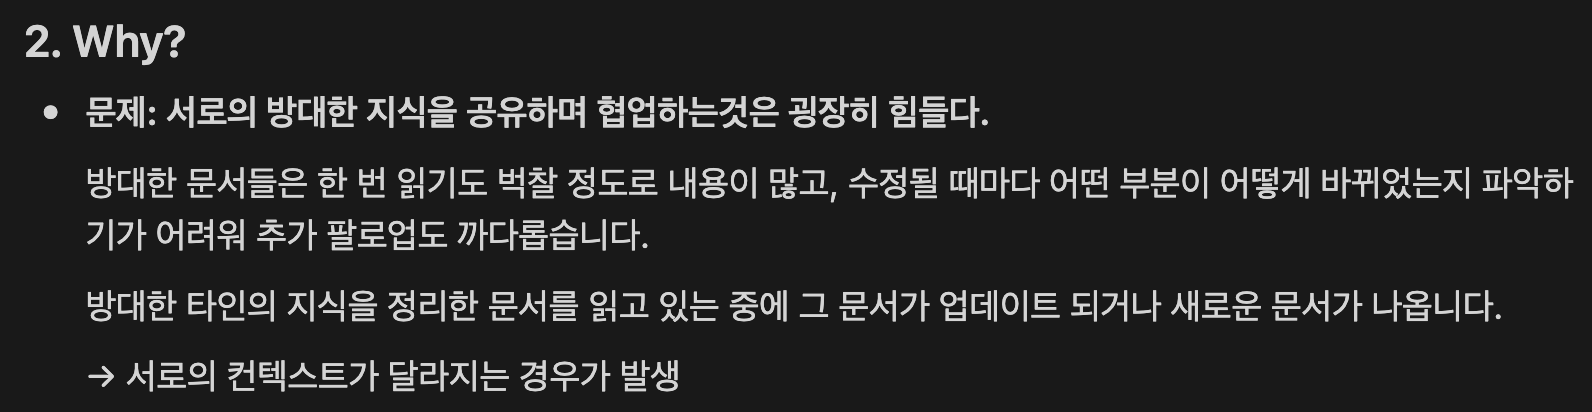 2. Why?
• 문제: 서로의 방대한 지식을 공유하며 협업하는것은 굉장히 힘들다.
방대한 문서들은 한 번 읽기도 벅찰 정도로 내용이 많고, 수정될 때마다 어떤 부분이 어떻게 바뀌었는지 파악하
기가 어려워 추가 팔로업도 까다롭습니다.
방대한 타인의 지식을 정리한 문서를 읽고 있는 중에 그 문서가 업데이트 되거나 새로운 문서가 나옵니다.
→ 서로의 컨텍스트가 달라지는 경우가 발생